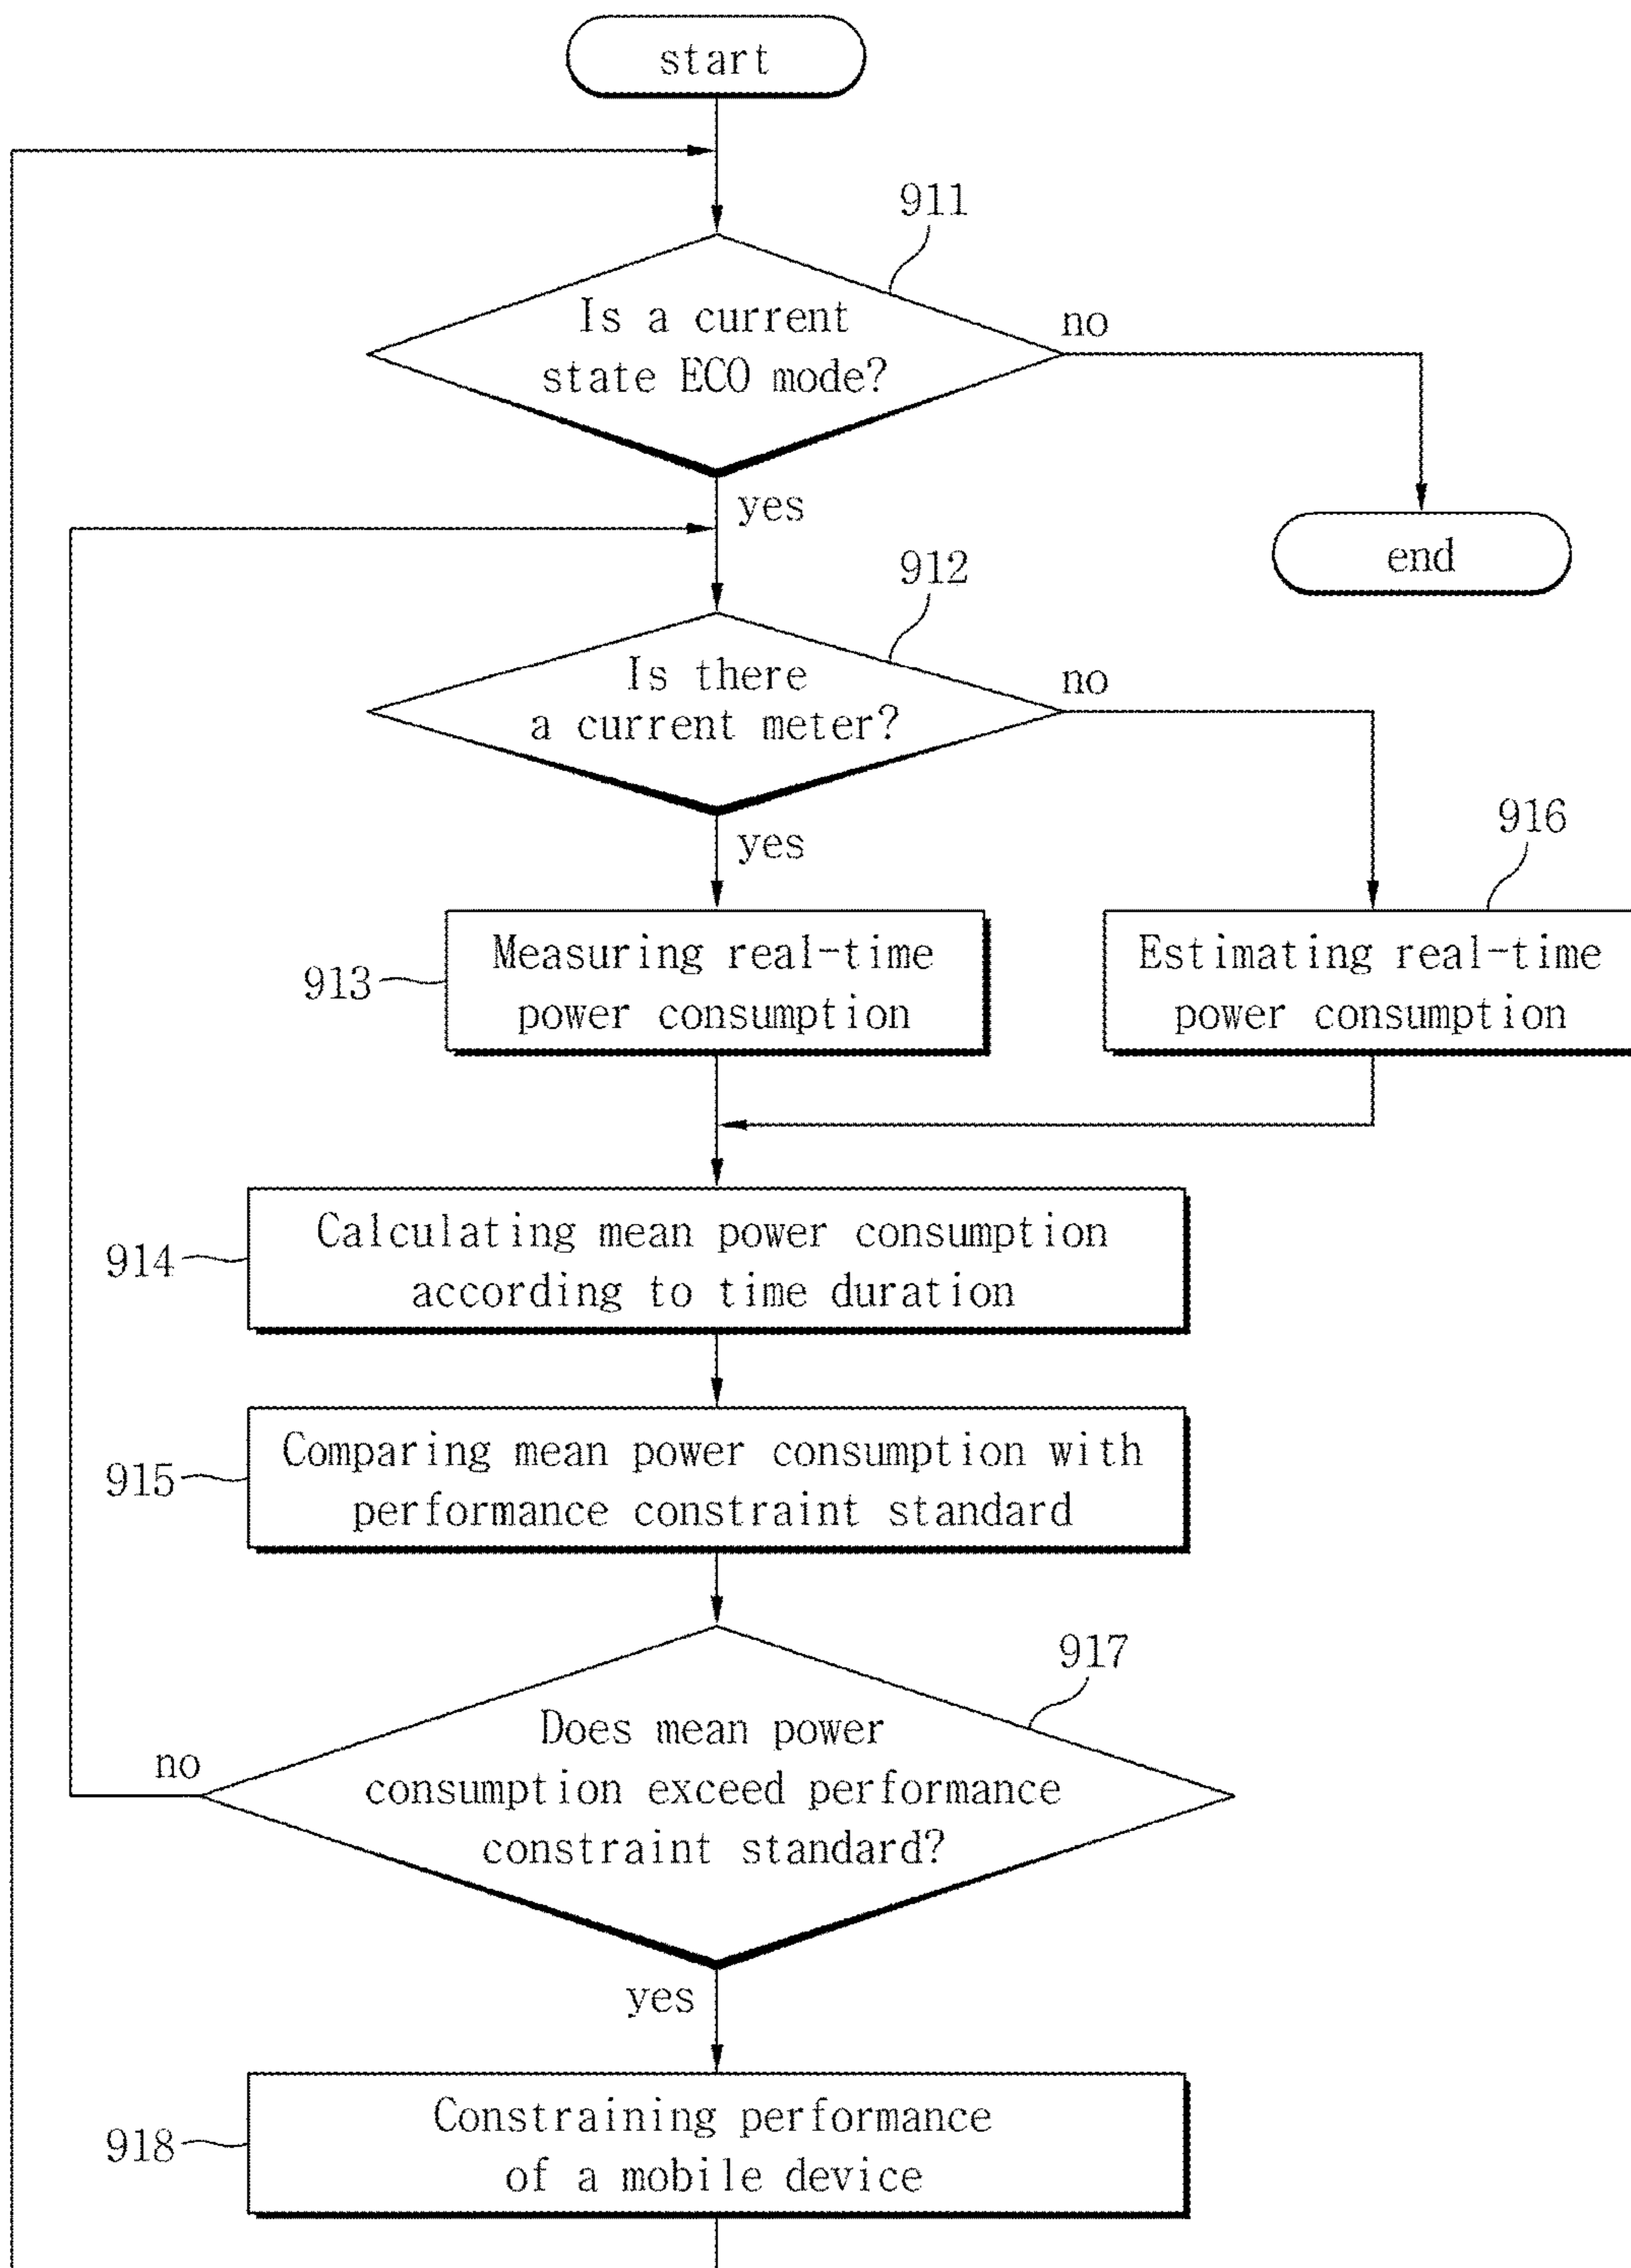 start
911
Is a current
state ECO mode?
no
yes
end
912
Is there
a current meter?
no
yes
916
913
Measuring real-time
power consumption
Estimating real-time
power consumption
914
Calculating mean power consumption
according to time duration
915
Comparing mean power consumption with
performance constraint standard
917
Does mean power
consumption exceed performance
constraint standard?
no
yes
918
Constraining performance
of a mobile device